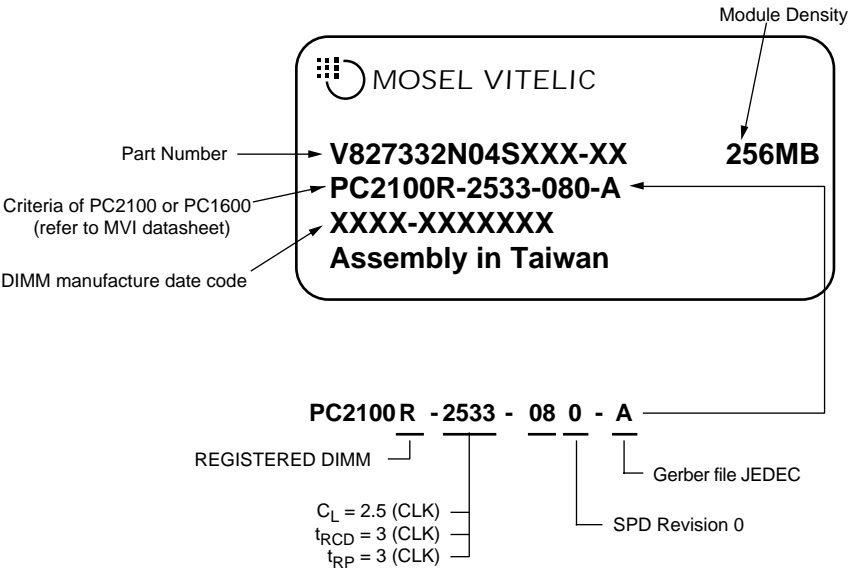 Module Density
MOSEL VITELIC
Part Number
V827332N04SXXX-XX 256MB
Criteria of PC2100 or PC1600
(refer to MVI datasheet)
PC2100R-2533-080-A
XXXX-XXXXXXX
DIMM manufacture date code
Assembly in Taiwan
PC2100 R - 2533 - 08 0 - A
REGISTERED DIMM
Gerber file JEDEC
CL = 2.5 (CLK)
tRCD = 3 (CLK)
tRP = 3 (CLK)
SPD Revision 0